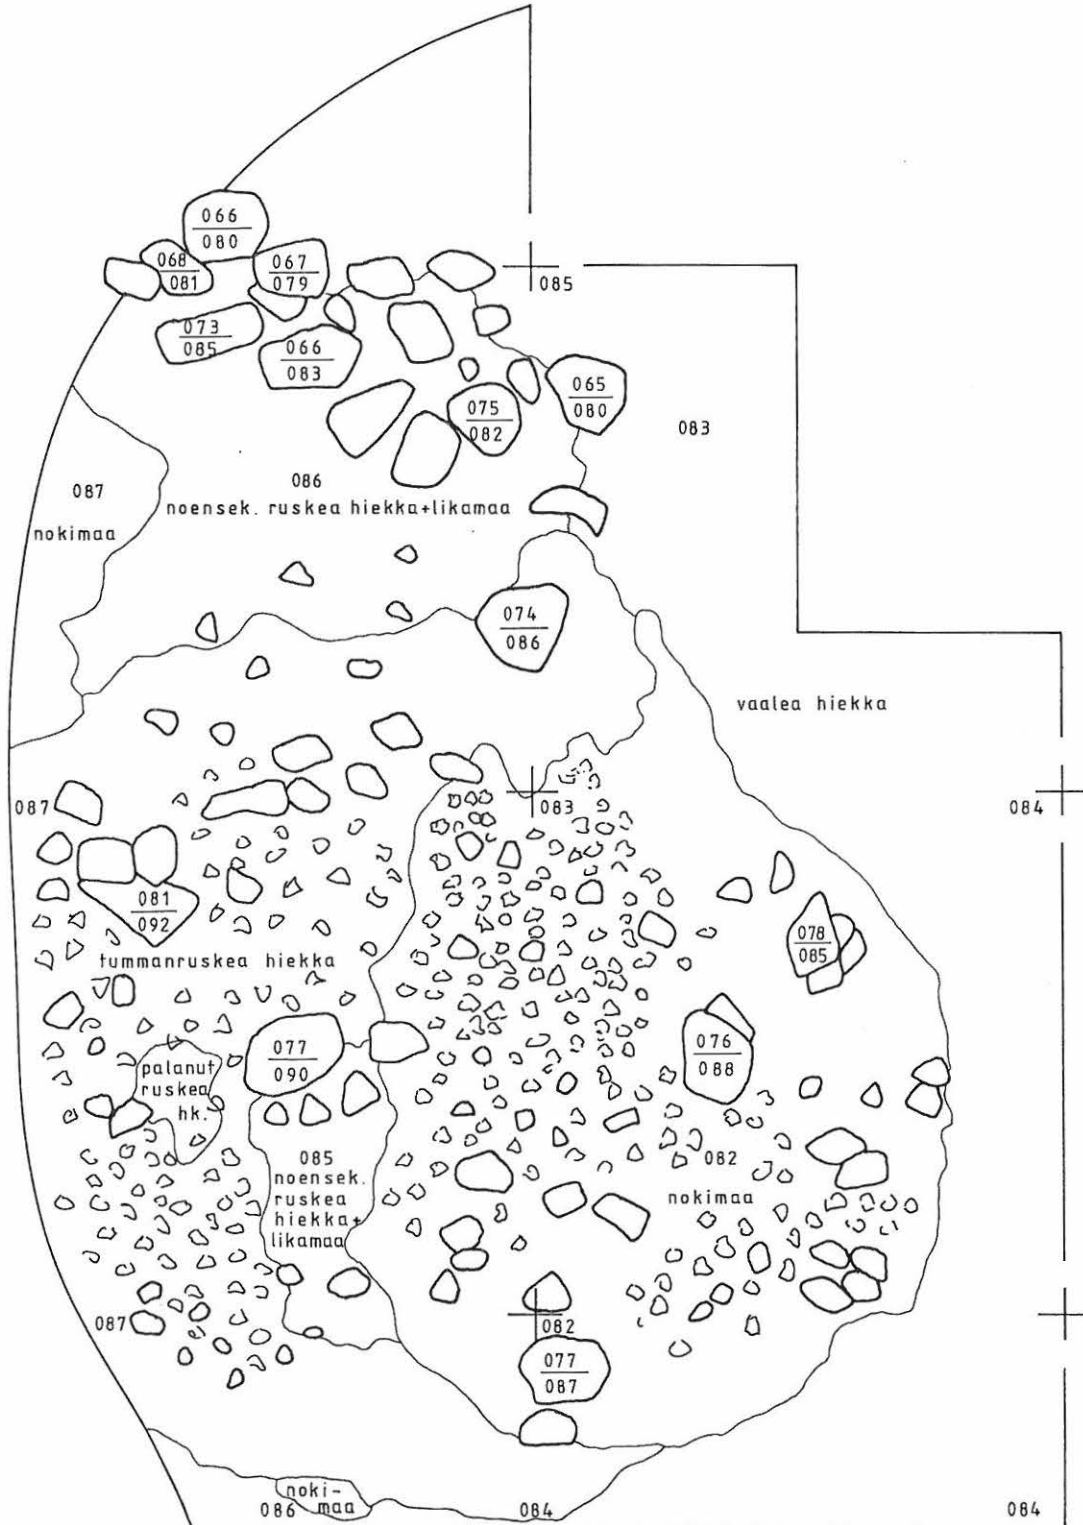 066
080
068
081
067
079
085
073
085
066
083
065
080
075
082
083
086
noensek. ruskea hiekka+likamaa
087
nokimaa
074
086
vaalea hiekka
087
083
084
081
092
078
085
tummanruskea hiekka
077
090
076
088
palanut
ruskea
hk.
085
noensek.
ruskea
hiekka+
likamaa
082
nokimaa
087
082
077
087
noki-
maa
086
084
084